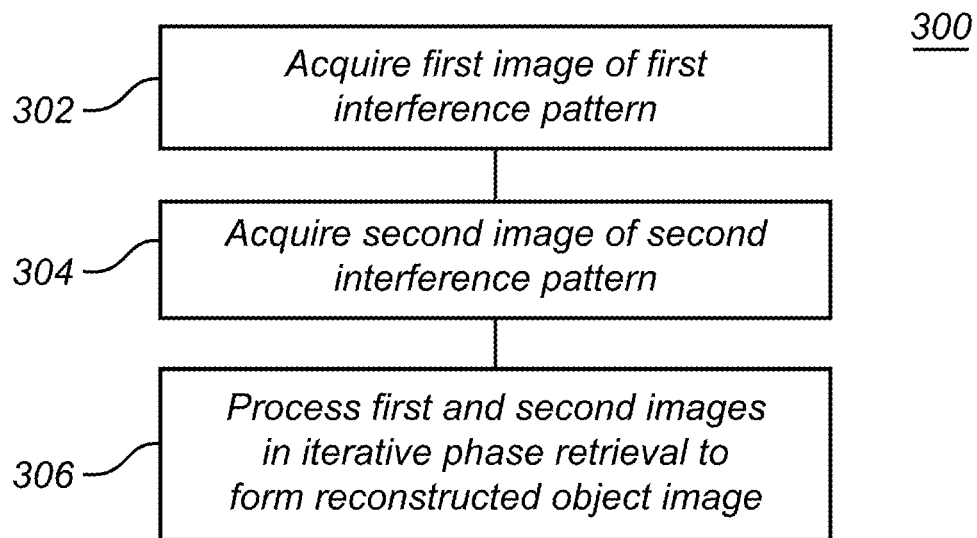 300
302
Acquire first image of first
interference pattern
304
Acquire second image of second
interference pattern
306
Process first and second images
in iterative phase retrieval to
form reconstructed object image